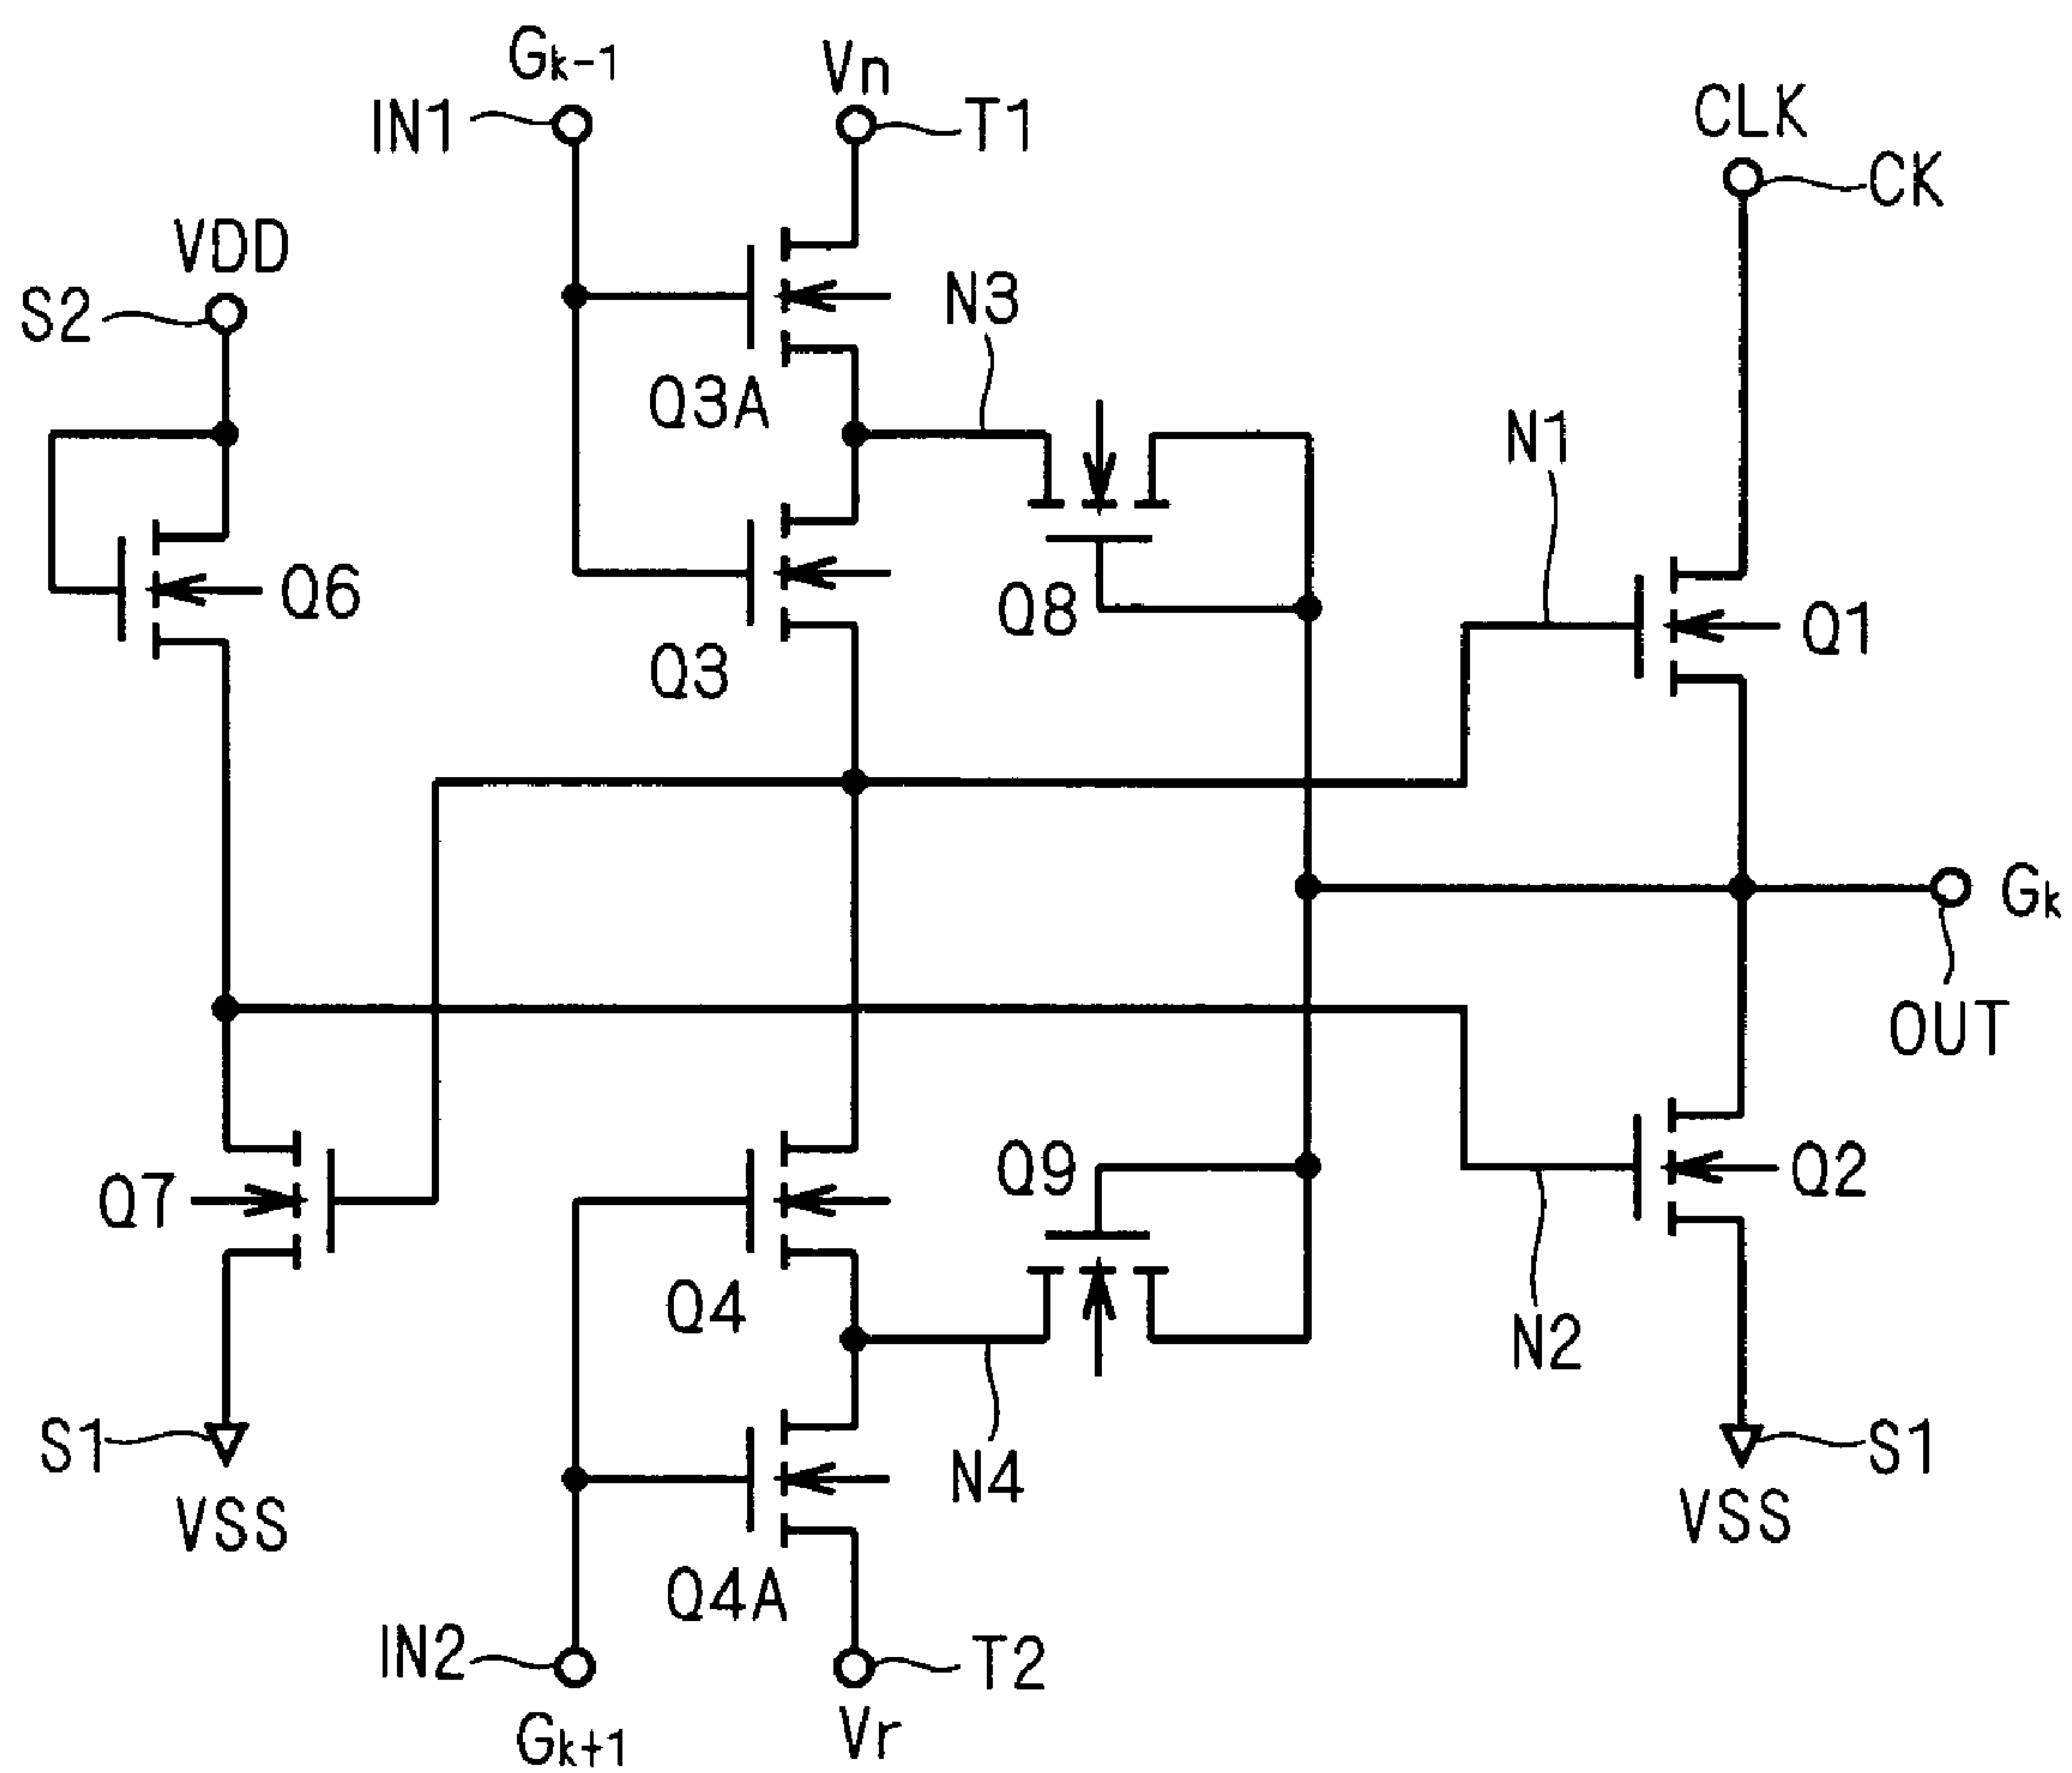 Gk-1
Vn
IN1
T1
CLK
CK
VDD
S2
N3
Q3A
N1
Q6
Q8
Q1
Q3
Gk
OUT
Q9
Q7
Q2
Q4
N2
S1
N4
S1
VSS
VSS
Q4A
IN2
T2
Gk+1
Vr